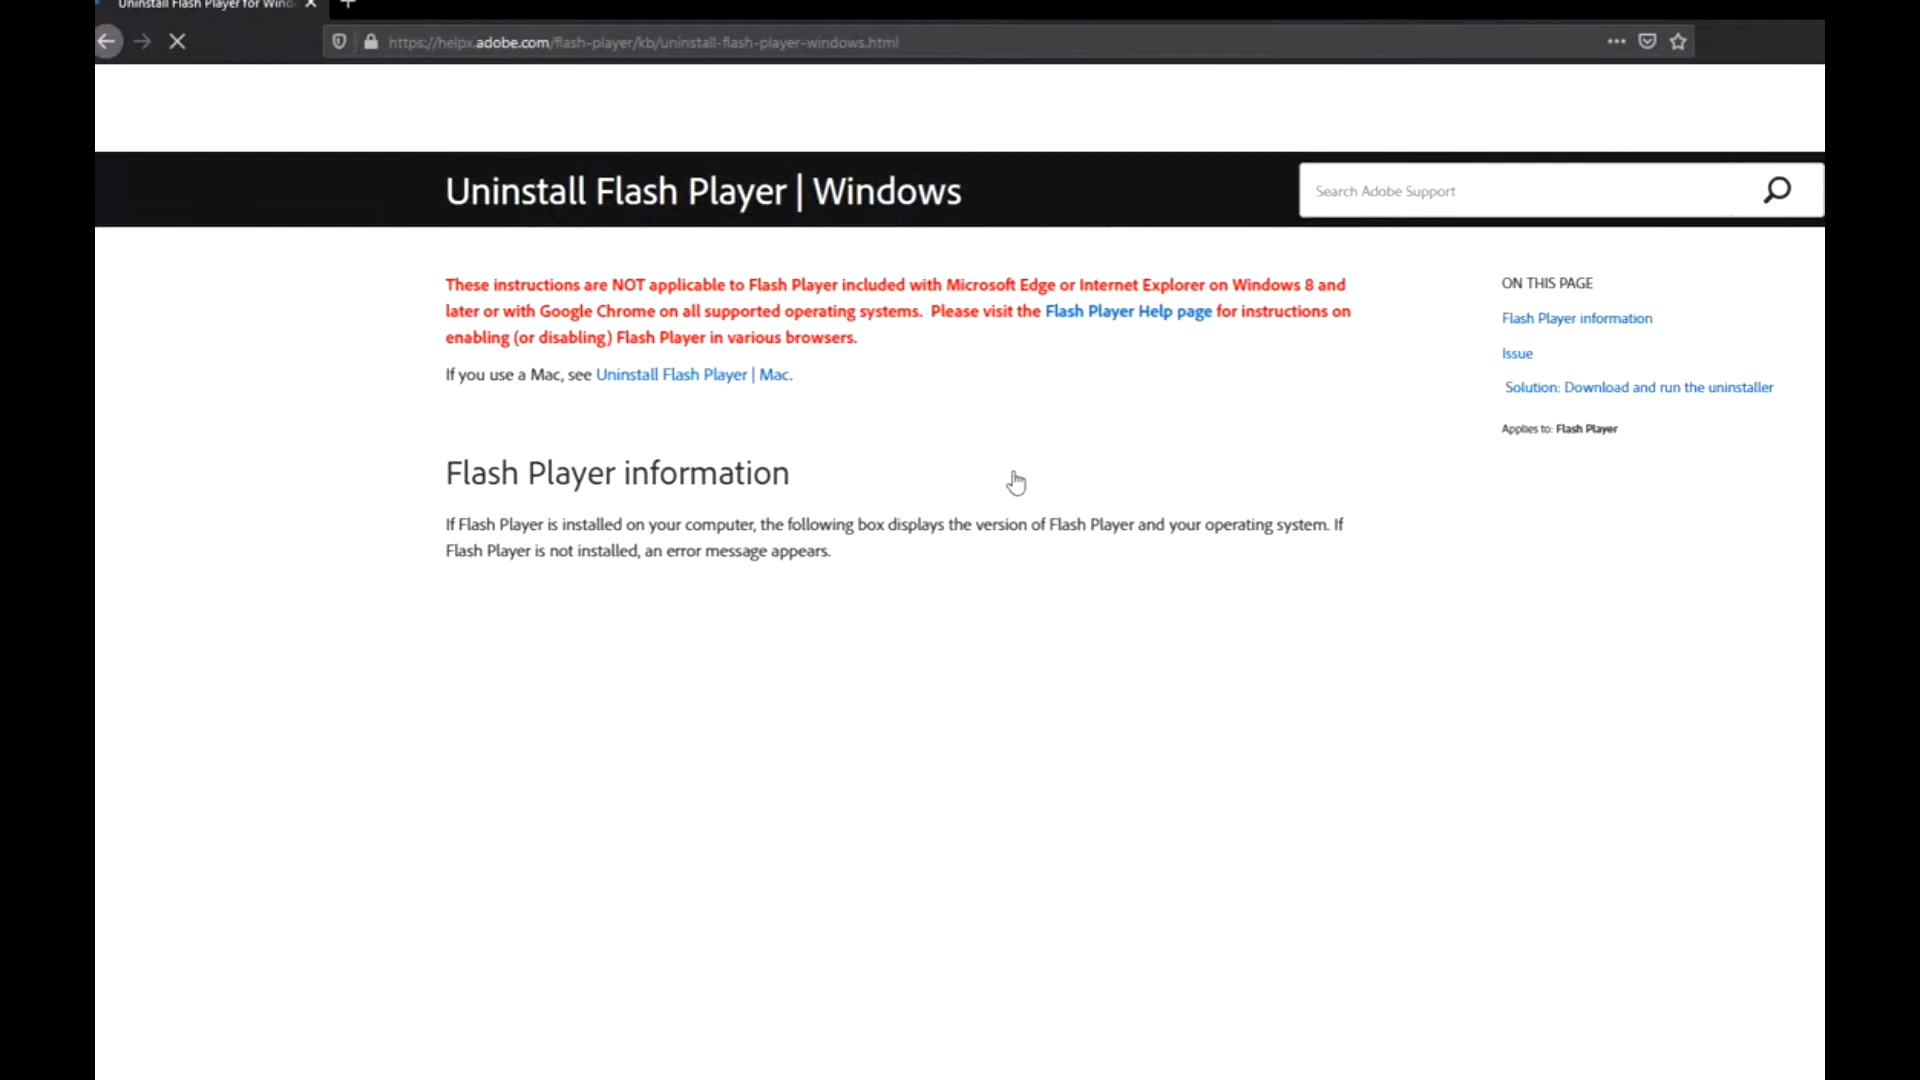 Uninstall Flash Player for Wind
https://helpx.adobe.com/flash-player/kb/uninstall-flash-player-windows.html
Uninstall Flash Player | Windows
Search Adobe Support
These instructions are NOT applicable to Flash Player included with Microsoft Edge or Internet Explorer on Windows 8 and
later or with Google Chrome on all supported operating systems. Please visit the Flash Player Help page for instructions on
enabling (or disabling) Flash Player in various browsers.
If you use a Mac, see Uninstall Flash Player | Mac.
ON THIS PAGE
Flash Player information
Issue
Solution: Download and run the uninstaller
Applies to: Flash Player
Flash Player information
If Flash Player is installed on your computer, the following box displays the version of Flash Player and your operating system. If
Flash Player is not installed, an error message appears.